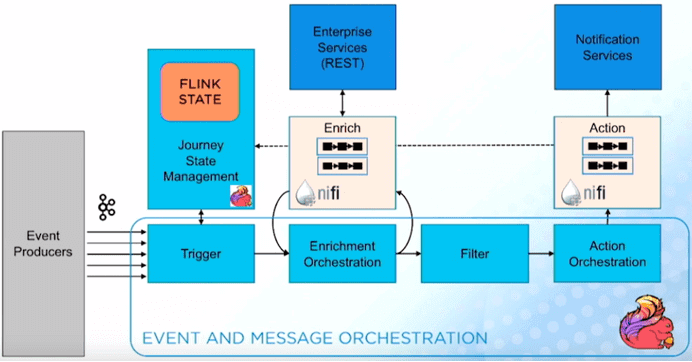 Enterprise
Services
(REST)
Notification
Services
FLINK
STATE
Journey
State
Management
Enrich
nifi
Action
nifi
Event
Producers
Trigger
Enrichment
Orchestration
Filter
Action
Orchestration
EVENT AND MESSAGE ORCHESTRATION